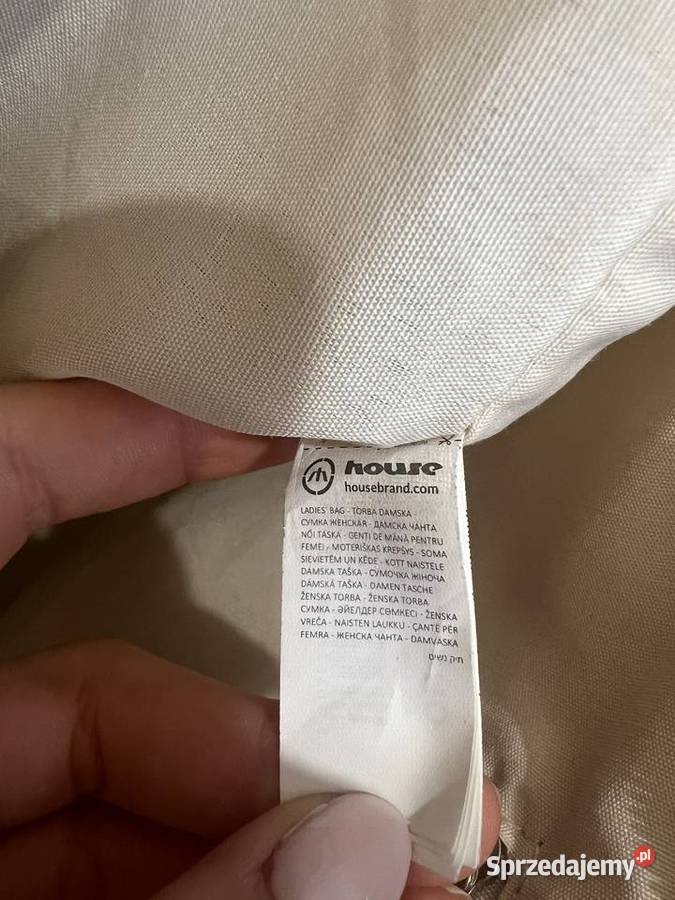 house
housebrand.com
LADIES' BAG - TORBA DAMSKA -
СУМКА ЖЕНСКАЯ - ДАМСКА ЧАНТА
NŐI TÁSKA - GENȚI DE MÂNĂ PENTRU
FEMEI - MOTERIŠKAS KREPŠYS - SOMA
SIEVIETĒM UN KĒDE - KOTT NAISTELE
DÁMSKA TAŠKA - СУМОЧКА ЖІНОЧА
DÁMSKÁ TAŠKA - DAMEN TASCHE
ŽENSKA TORBA - ŽENSKA TORBA
СУМКА - ӘЙЕЛДЕР СӨМКЕСІ - ŽENSKA
VREĆA - NAISTEN LAUKKU - ÇANTË PËR
FEMRA - ЖЕНСКА ЧАНТА - DAMVÄSKA
תיק נשים
Sprzedajemy.pl